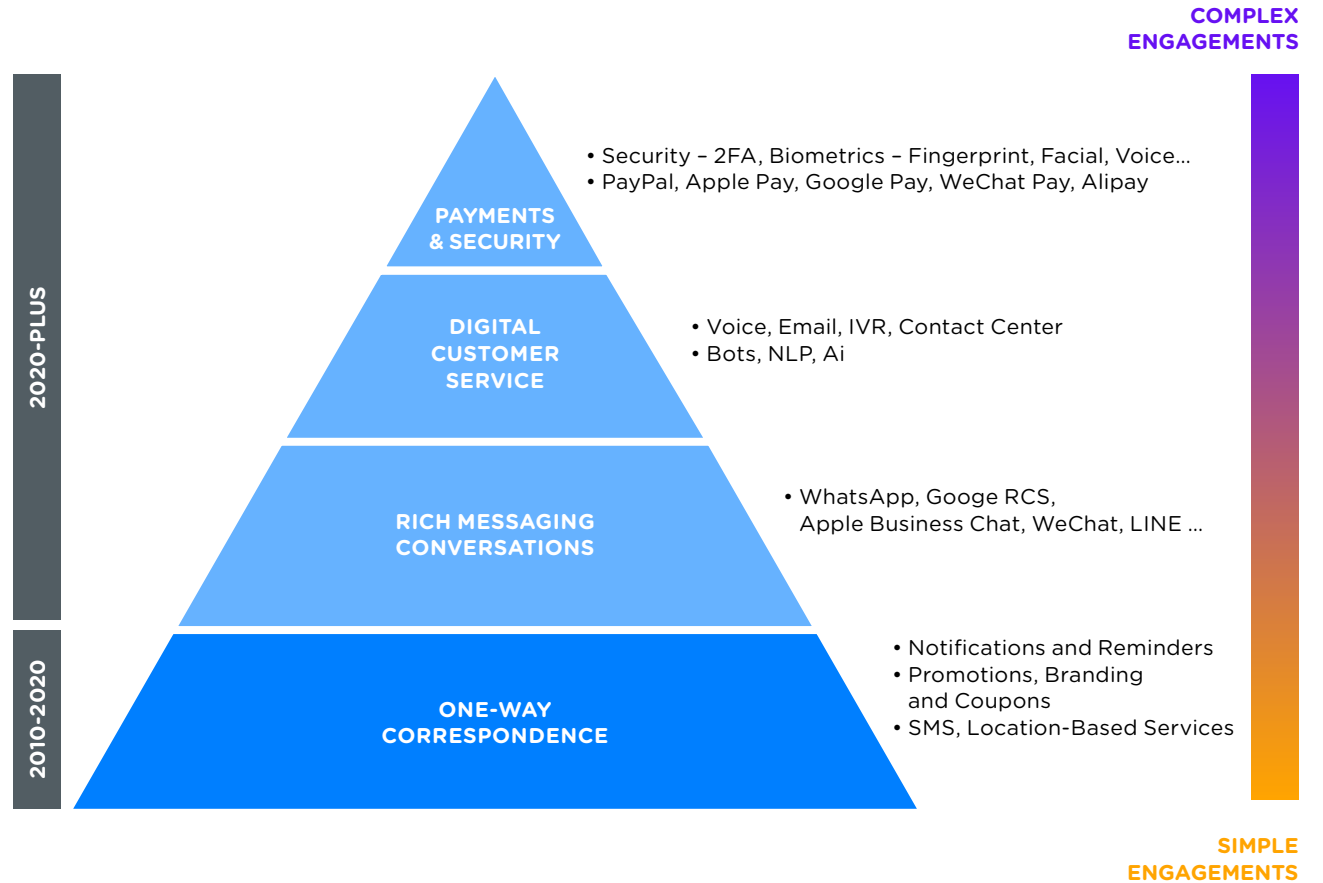 COMPLEX
ENGAGEMENTS
2020-PLUS
PAYMENTS
& SECURITY
• Security – 2FA, Biometrics – Fingerprint, Facial, Voice...
• PayPal, Apple Pay, Google Pay, WeChat Pay, Alipay
DIGITAL
CUSTOMER
SERVICE
• Voice, Email, IVR, Contact Center
• Bots, NLP, Ai
RICH MESSAGING
CONVERSATIONS
• WhatsApp, Googe RCS,
Apple Business Chat, WeChat, LINE ...
2010-2020
ONE-WAY
CORRESPONDENCE
• Notifications and Reminders
• Promotions, Branding
and Coupons
• SMS, Location-Based Services
SIMPLE
ENGAGEMENTS